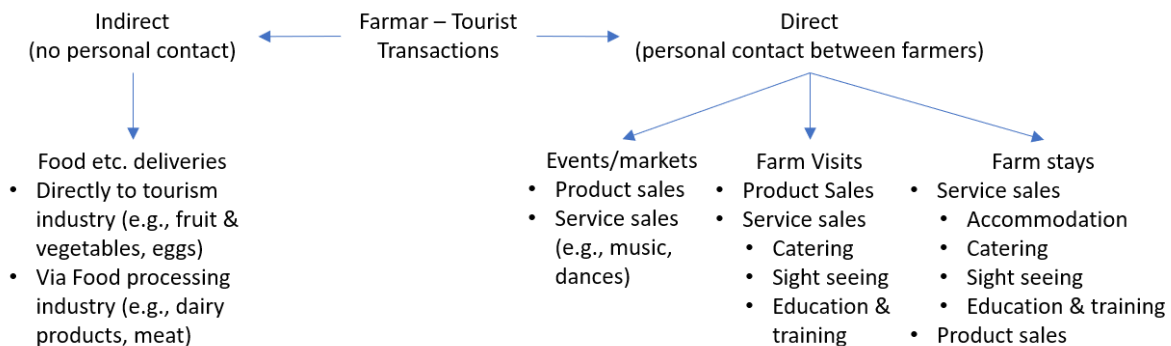 Indirect
(no personal contact)
Farmar – Tourist
Transactions
Direct
(personal contact between farmers)
Food etc. deliveries
• Directly to tourism
industry (e.g., fruit &
vegetables, eggs)
• Via Food processing
industry (e.g., dairy
products, meat)
Events/markets
• Product sales
• Service sales
(e.g., music,
dances)
Farm Visits
• Product Sales
• Service sales
• Catering
• Sight seeing
• Education &
training
Farm stays
• Service sales
• Accommodation
• Catering
• Sight seeing
• Education & training
• Product sales